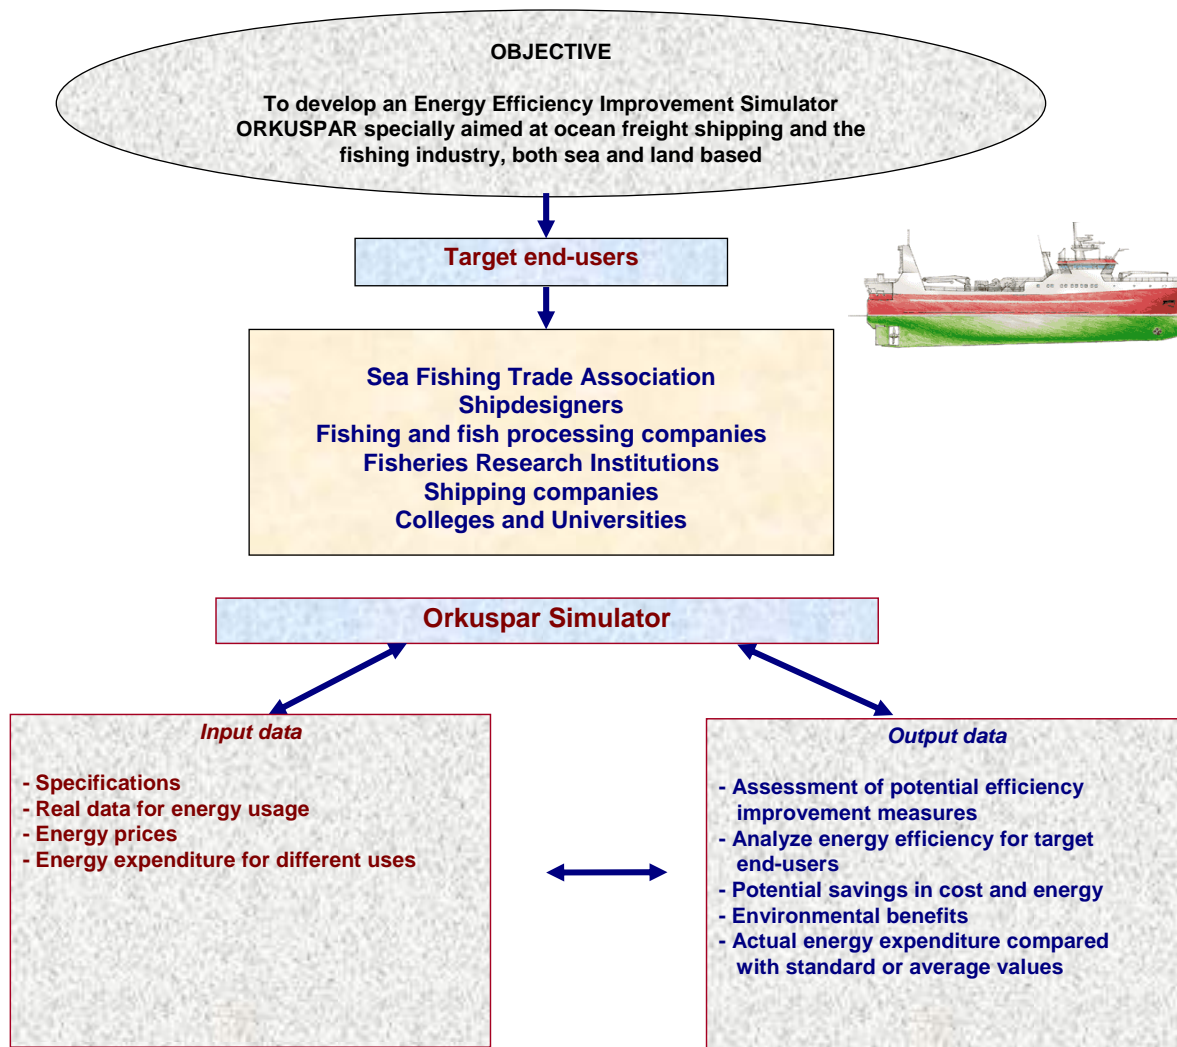 OBJECTIVE
To develop an Energy Efficiency Improvement Simulator
ORKUSPAR specially aimed at ocean freight shipping and the
fishing industry, both sea and land based
Target end-users
Sea Fishing Trade Association
Shipdesigners
Fishing and fish processing companies
Fisheries Research Institutions
Shipping companies
Colleges and Universities
Orkuspar Simulator
Input data
- Specifications
- Real data for energy usage
- Energy prices
- Energy expenditure for different uses
Output data
- Assessment of potential efficiency
improvement measures
- Analyze energy efficiency for target
end-users
- Potential savings in cost and energy
- Environmental benefits
- Actual energy expenditure compared
with standard or average values